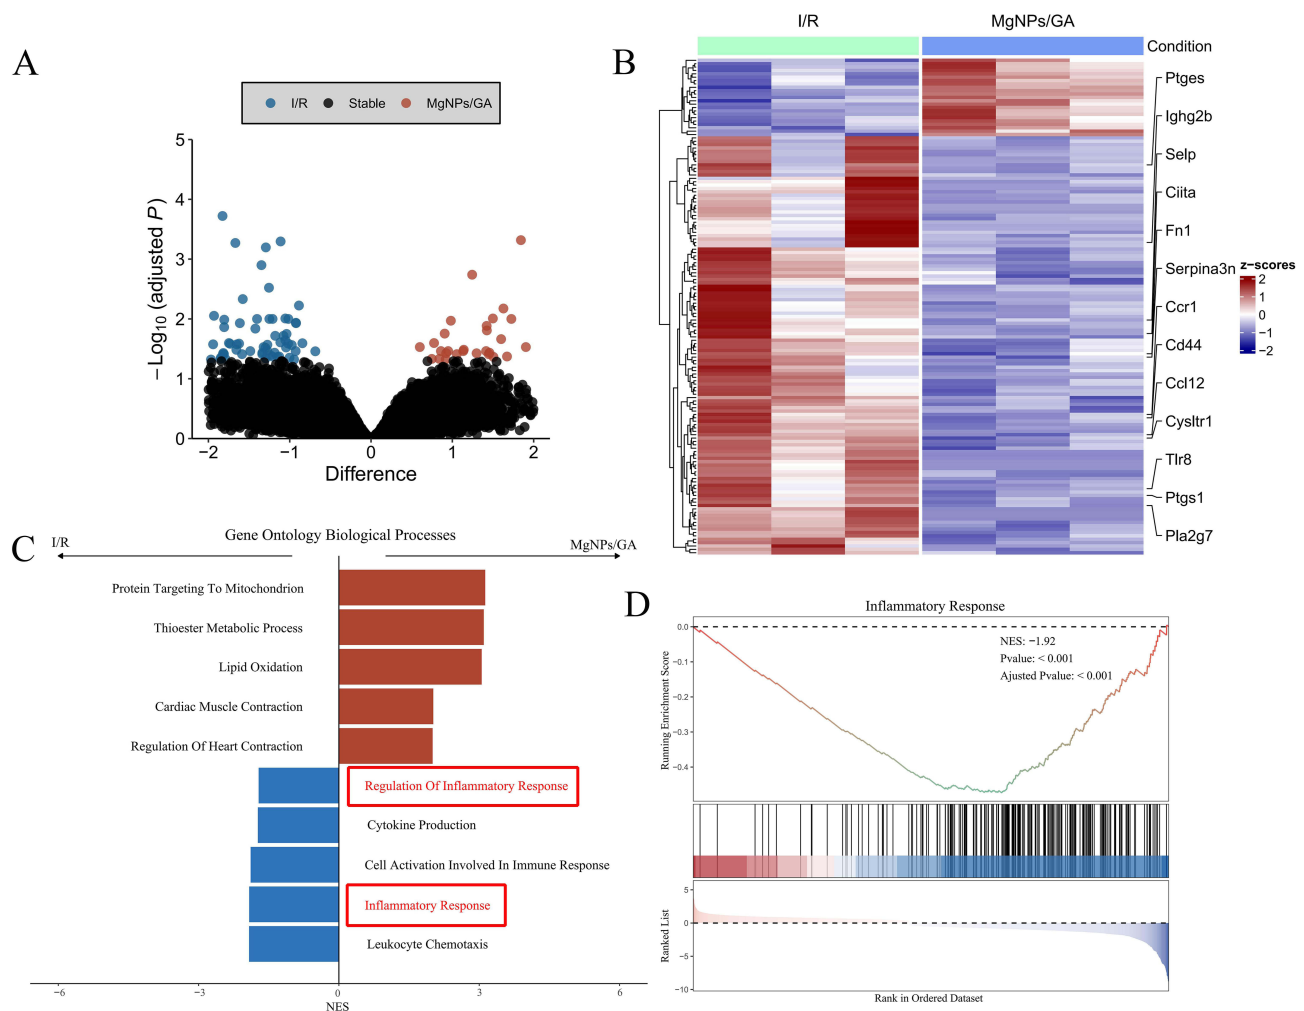 A
I/R Stable MgNPs/GA
5
4
3
2
1
0
−Log10 (adjusted P)
−2 −1 0 1 2
Difference
B
I/R MgNPs/GA
Condition
Ptges
Ighg2b
Selp
Ciita
Fn1
Serpina3n
Ccr1
Cd44
Ccl12
Cysltr1
Tlr8
Ptgs1
Pla2g7
z−scores
2
1
0
−1
−2
C
Gene Ontology Biological Processes
I/R MgNPs/GA
Protein Targeting To Mitochondrion
Thioester Metabolic Process
Lipid Oxidation
Cardiac Muscle Contraction
Regulation Of Heart Contraction
Regulation Of Inflammatory Response
Cytokine Production
Cell Activation Involved In Immune Response
Inflammatory Response
Leukocyte Chemotaxis
−6 −3 0 3 6
NES
D
Inflammatory Response
NES: −1.92
Pvalue: < 0.001
Ajusted Pvalue: < 0.001
0.0
−0.1
−0.2
−0.3
−0.4
Running Enrichment Score
5
0
−5
−10
Ranked List
Rank in Ordered Dataset